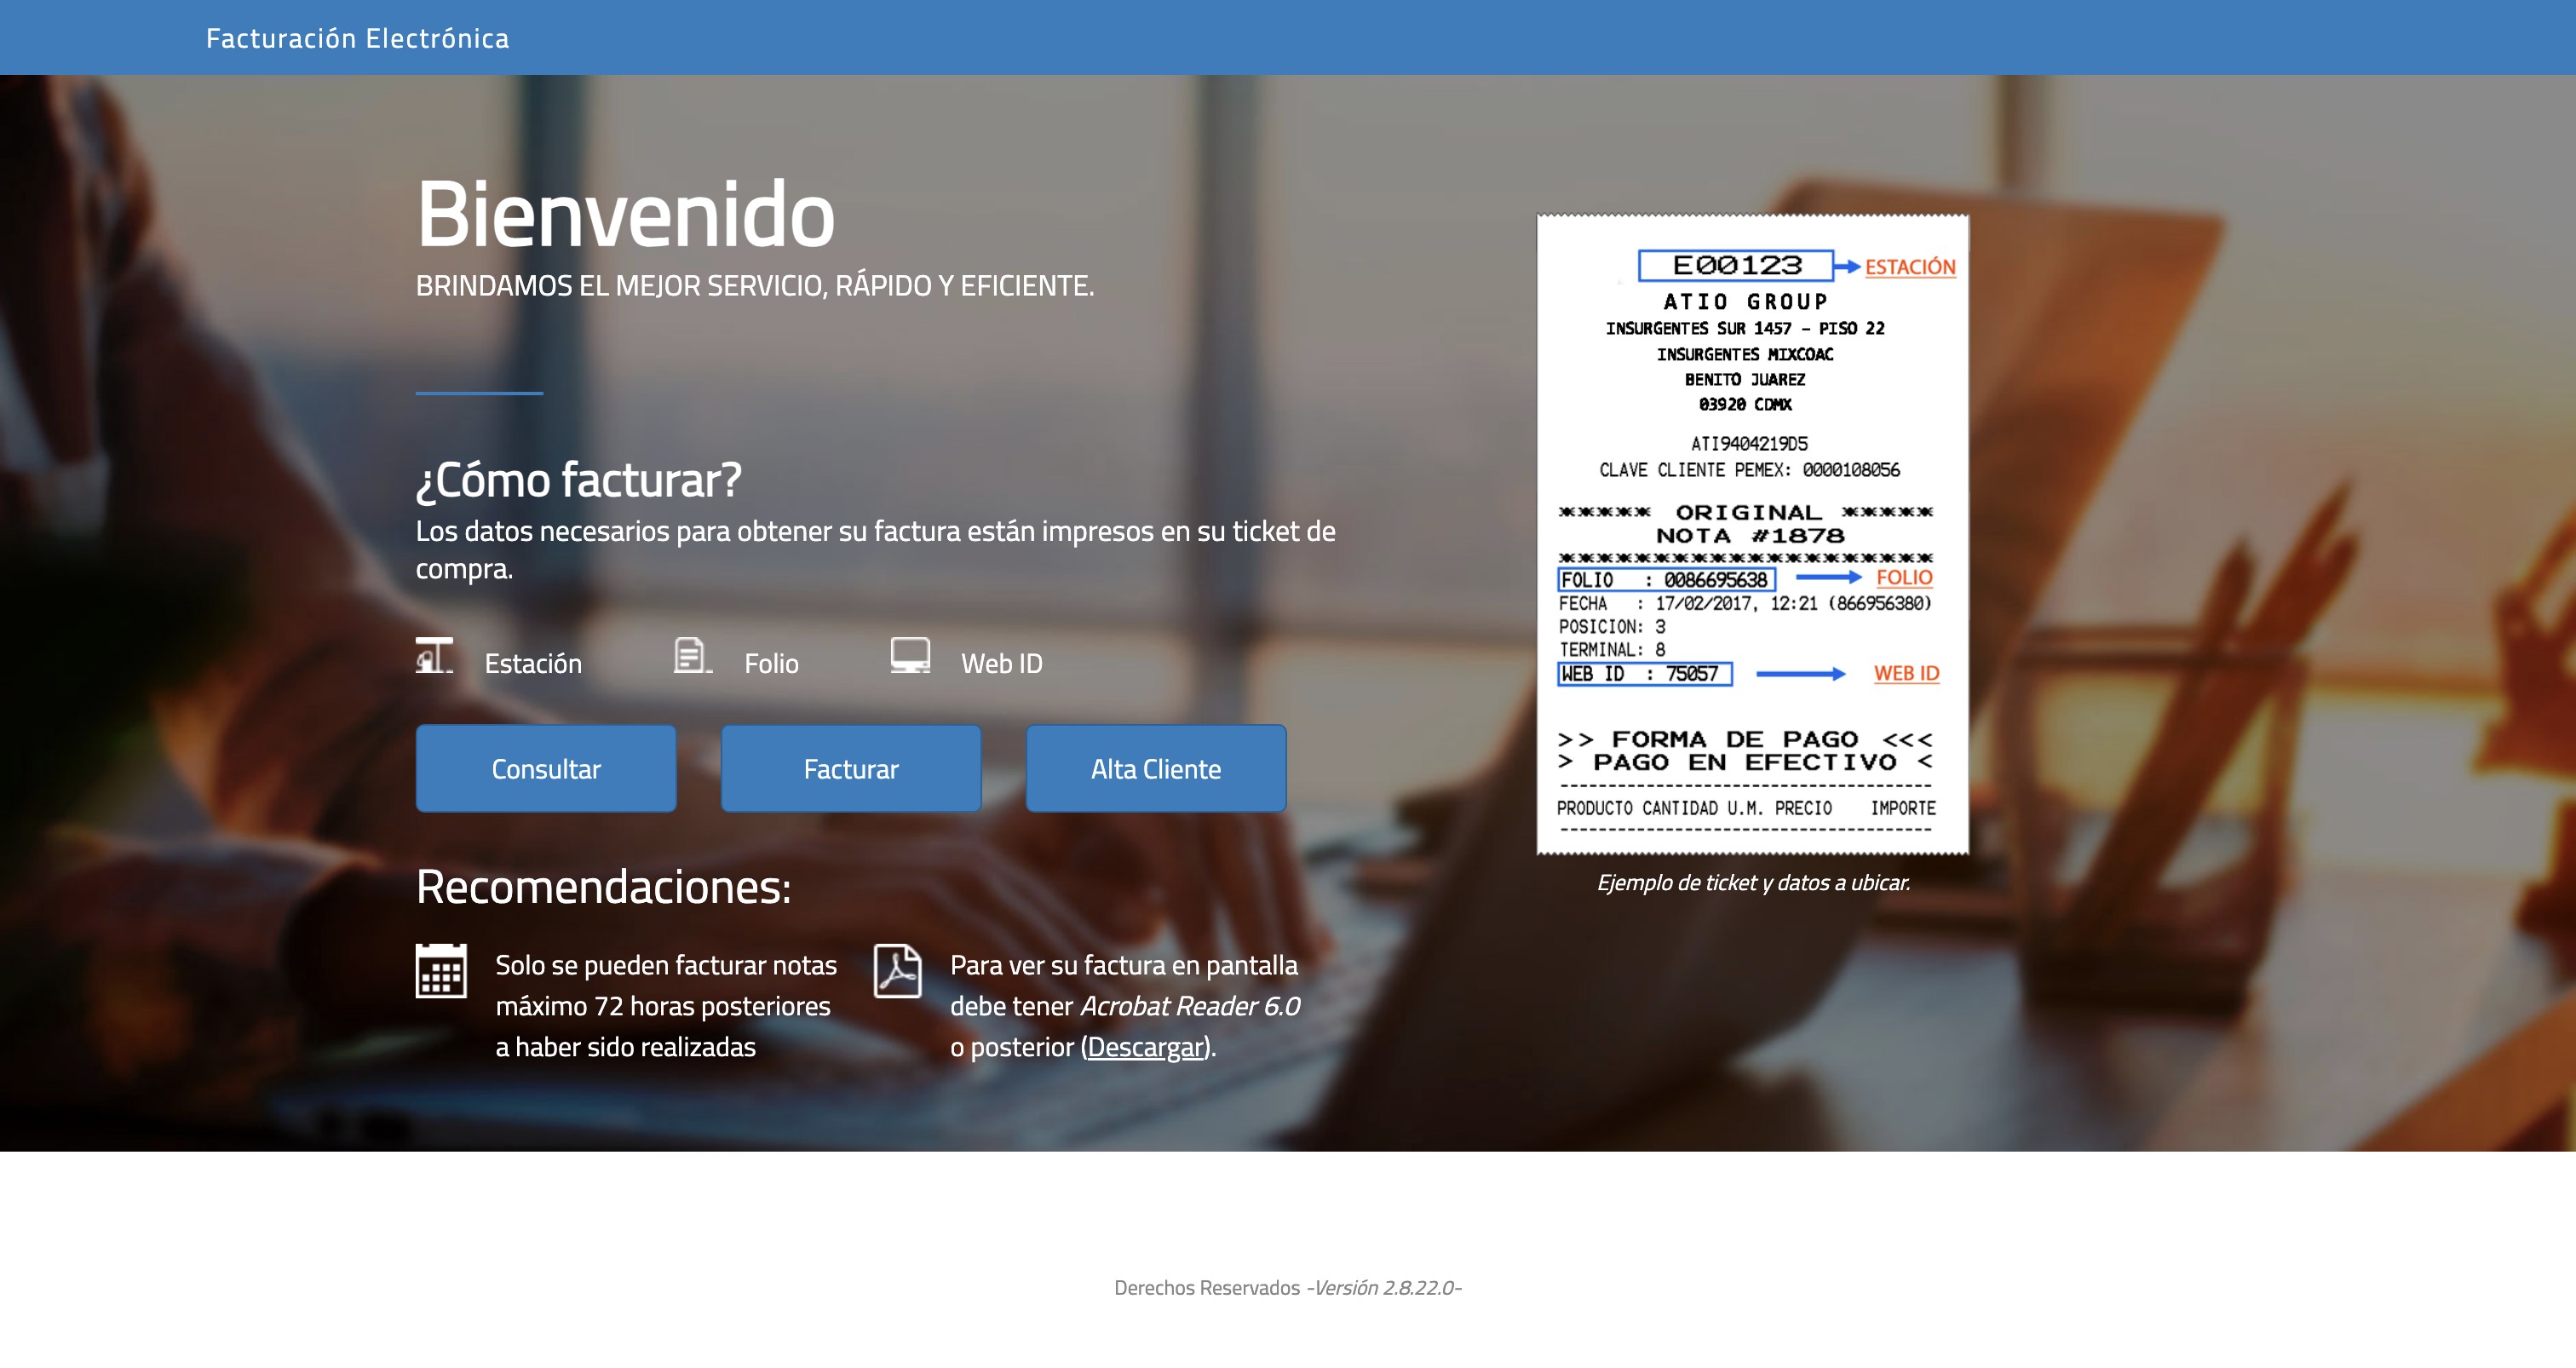 Facturación Electrónica
Bienvenido
BRINDAMOS EL MEJOR SERVICIO, RÁPIDO Y EFICIENTE.
¿Cómo facturar?
Los datos necesarios para obtener su factura están impresos en su ticket de
compra.
Estación Folio Web ID
Consultar Facturar Alta Cliente
Recomendaciones:
Solo se pueden facturar notas
máximo 72 horas posteriores
a haber sido realizadas
Para ver su factura en pantalla
debe tener Acrobat Reader 6.0
o posterior (Descargar).
E00123 ESTACIÓN
ATIO GROUP
INSURGENTES SUR 1457 - PISO 22
INSURGENTES MIXCOAC
BENITO JUAREZ
03920 CDMX
ATI9404219D5
CLAVE CLIENTE PEMEX: 0000108056
***** ORIGINAL *****
NOTA #1878
********************
FOLIO : 0086695638 FOLIO
FECHA : 17/02/2017, 12:21 (866956380)
POSICION: 3
TERMINAL: 8
WEB ID : 75057 WEB ID
>> FORMA DE PAGO <<<
> PAGO EN EFECTIVO <
---------------------------------------
PRODUCTO CANTIDAD U.M. PRECIO IMPORTE
---------------------------------------
Ejemplo de ticket y datos a ubicar.
Derechos Reservados -Versión 2.8.22.0-